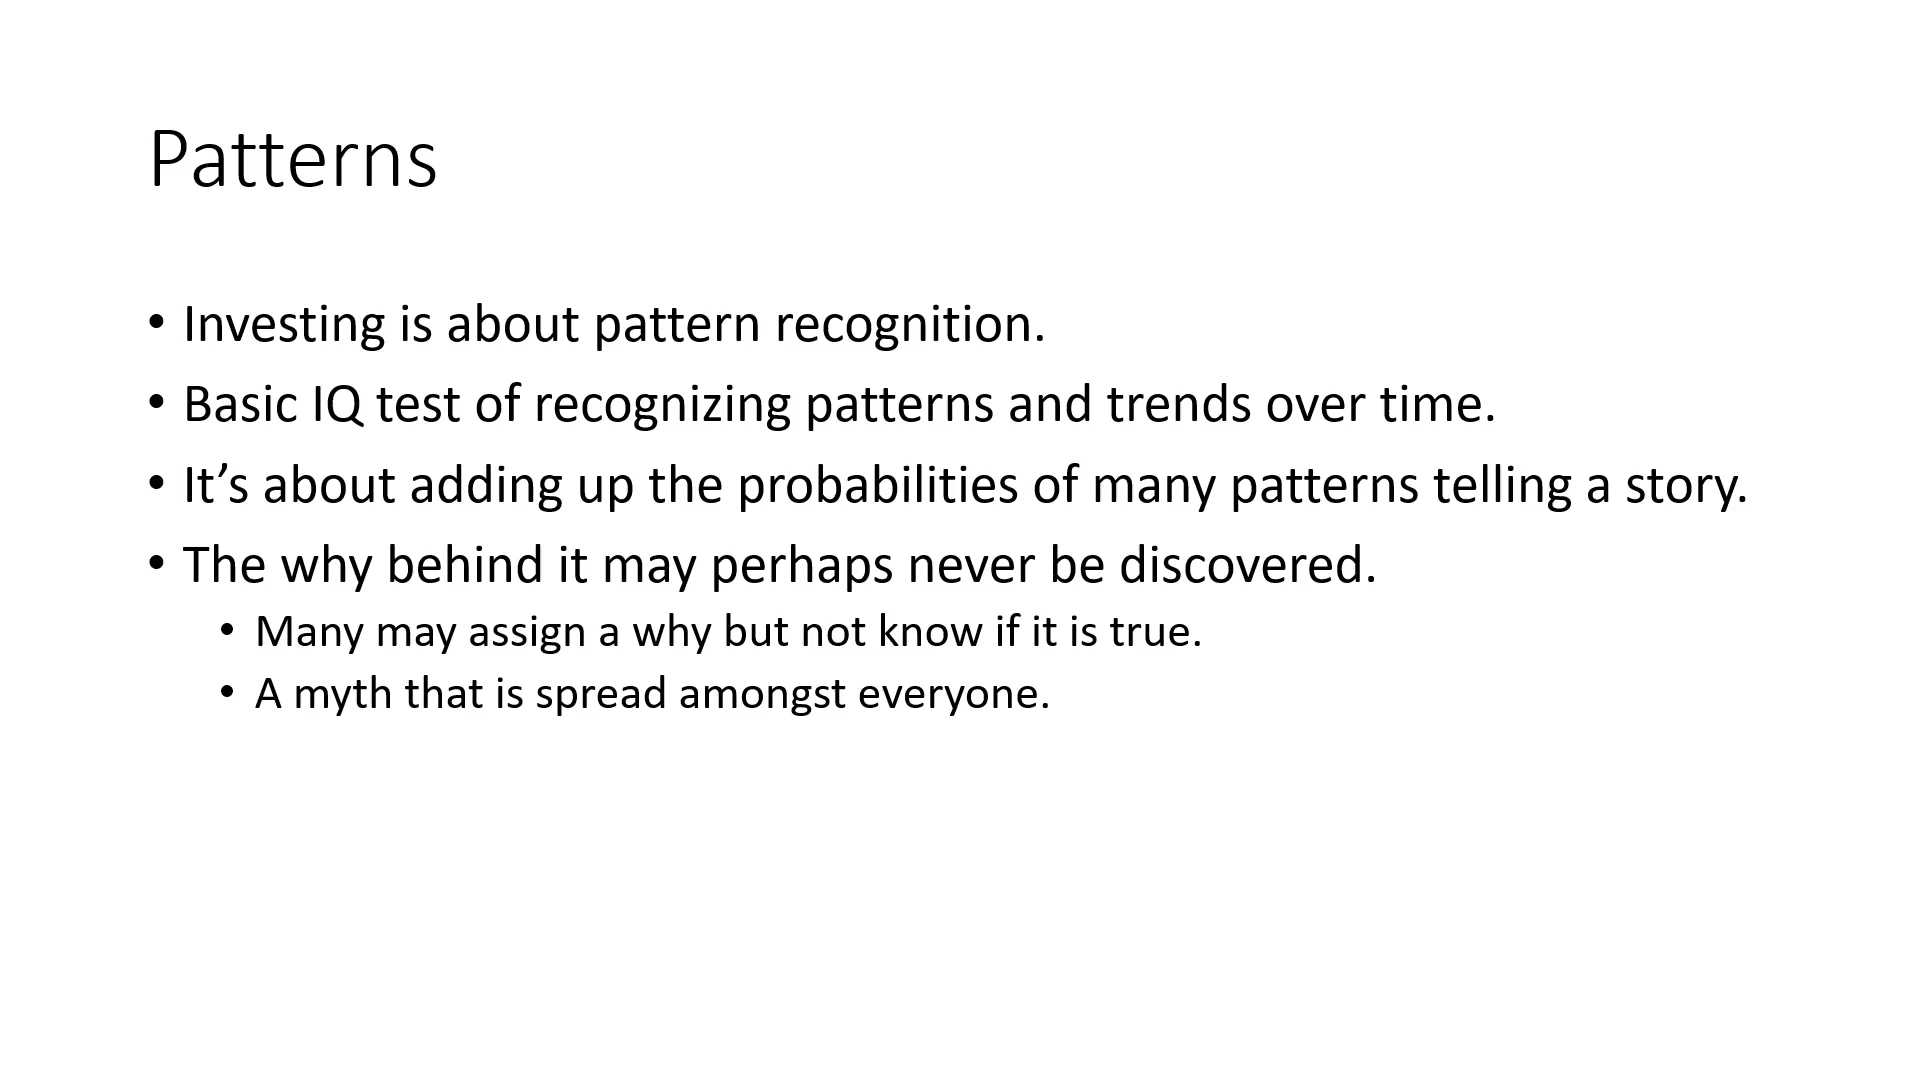 Patterns
• Investing is about pattern recognition.
• Basic IQ test of recognizing patterns and trends over time.
• It’s about adding up the probabilities of many patterns telling a story.
• The why behind it may perhaps never be discovered.
• Many may assign a why but not know if it is true.
• A myth that is spread amongst everyone.